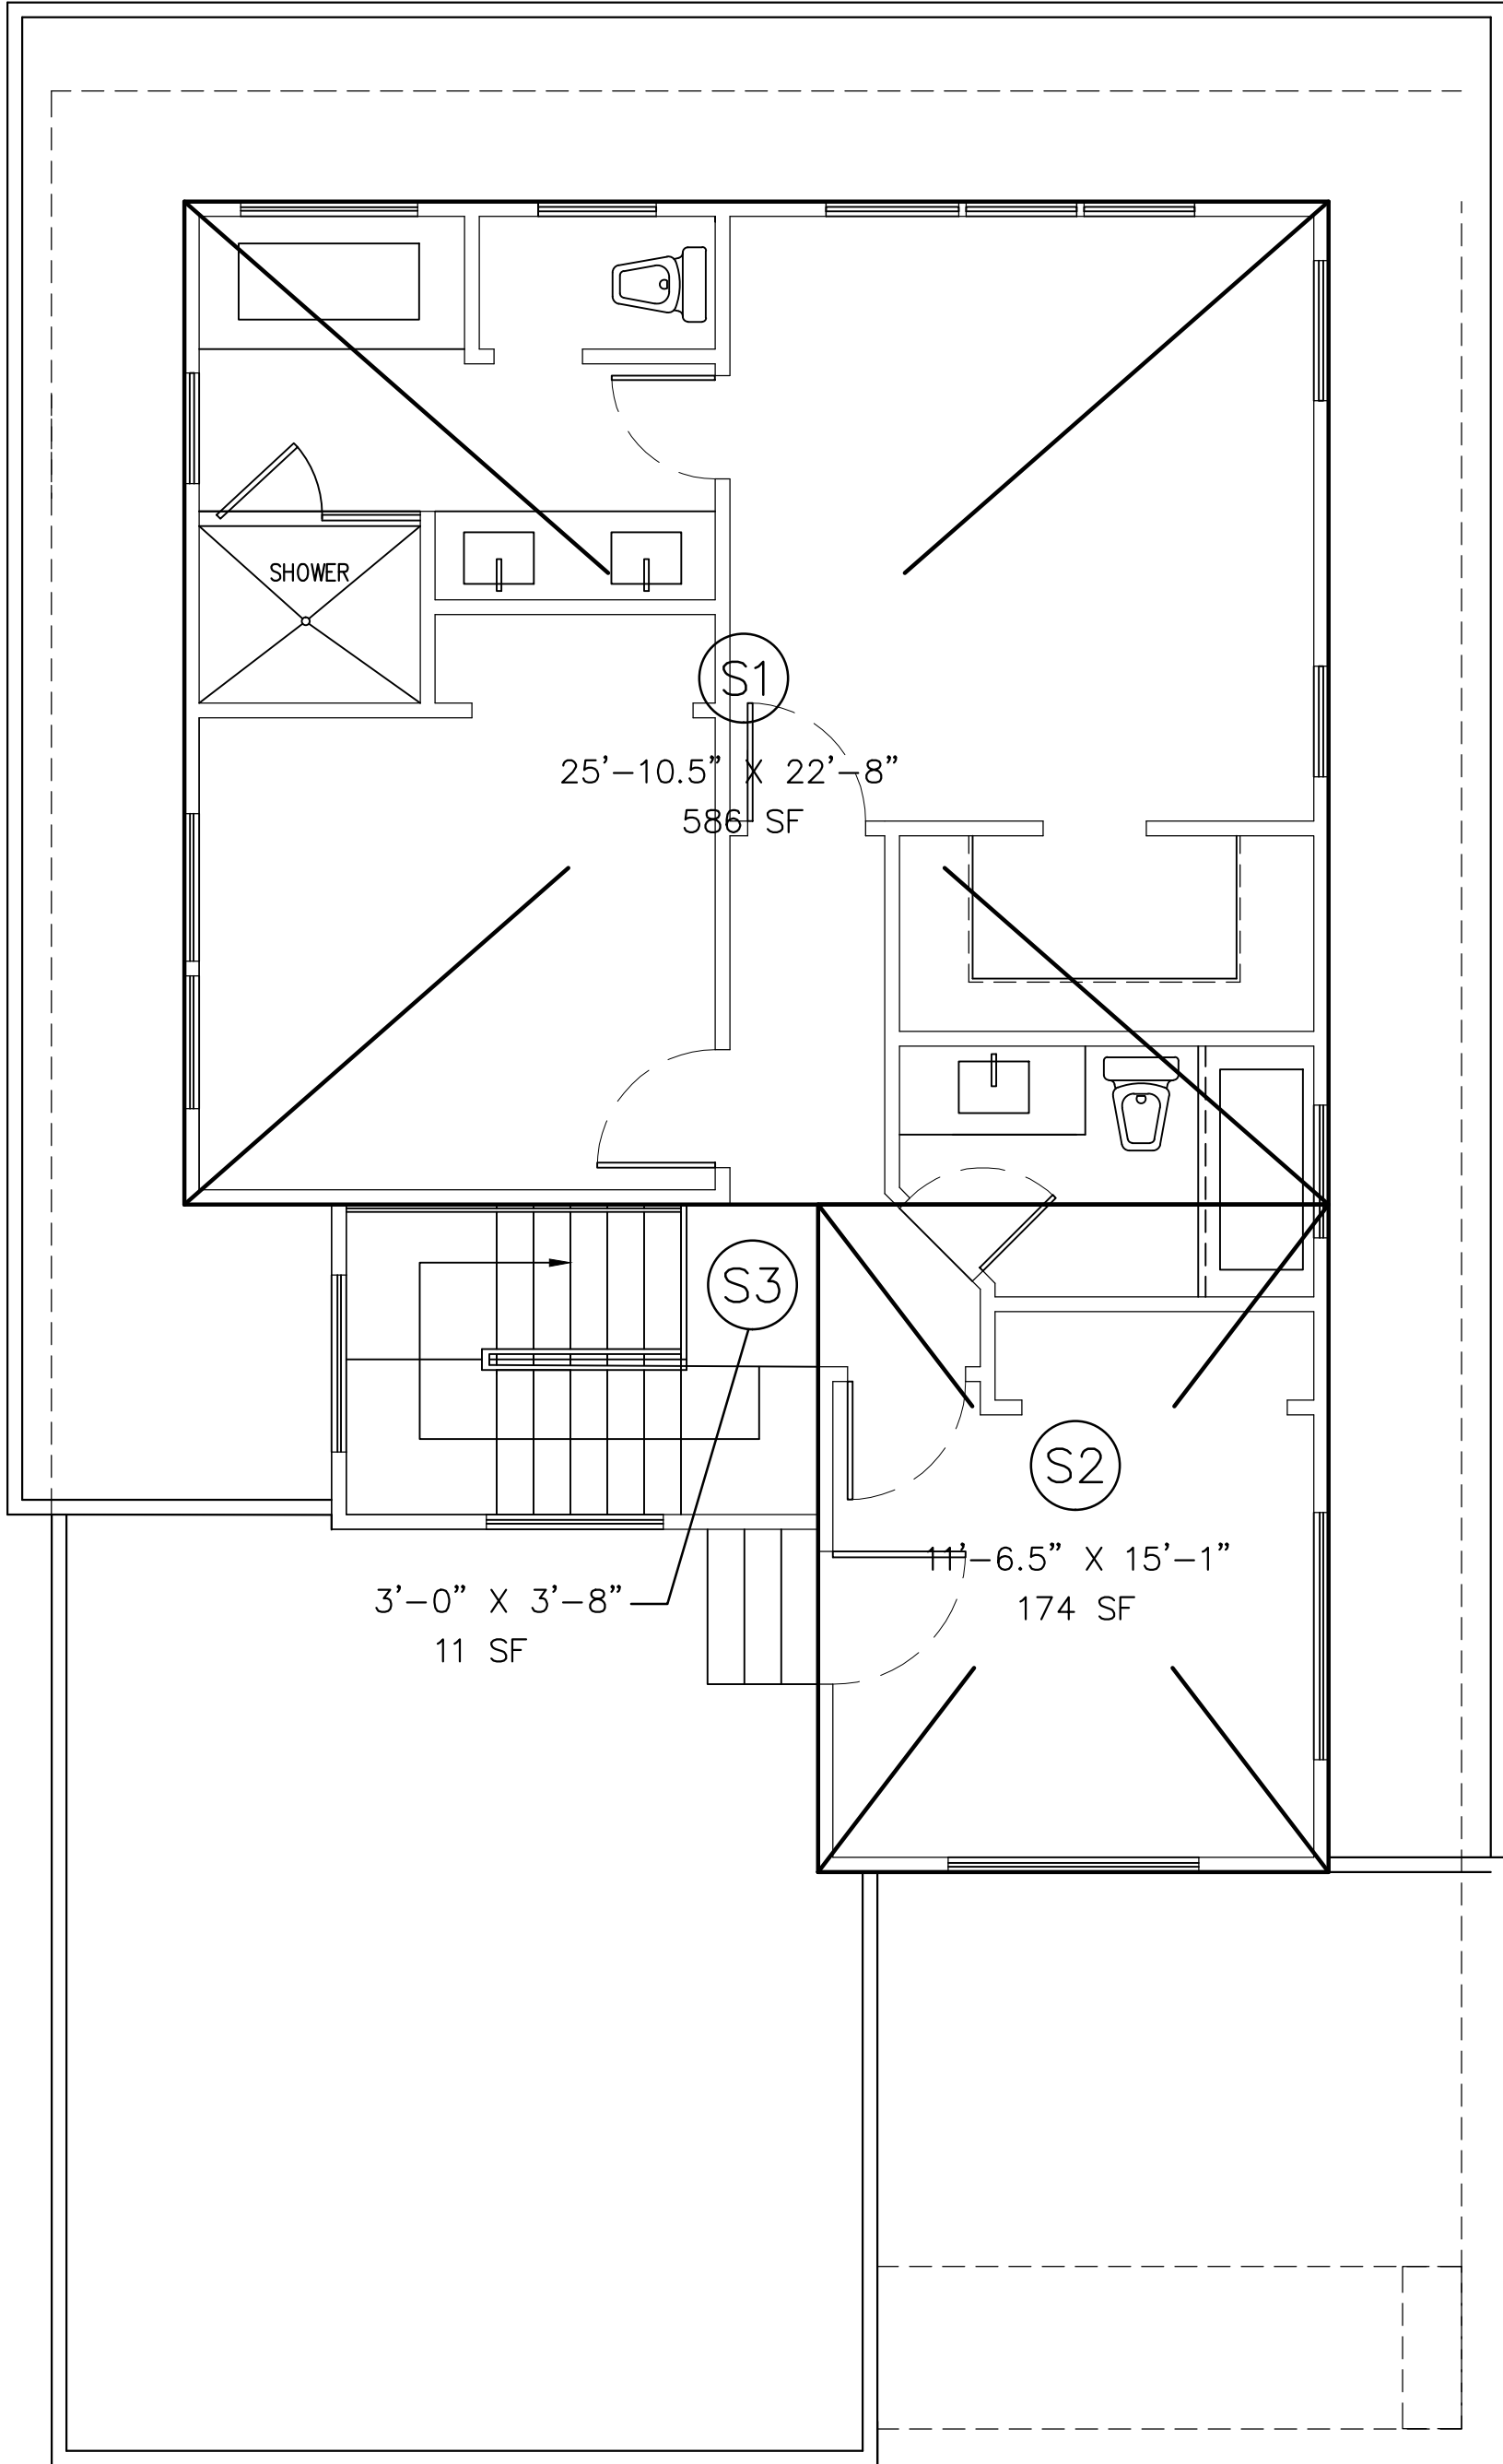 SHOWER
S1
25’-10.5” X 22’-8”
586 SF
S3
S2
11’-6.5” X 15’-1”
174 SF
3’-0” X 3’-8”
11 SF